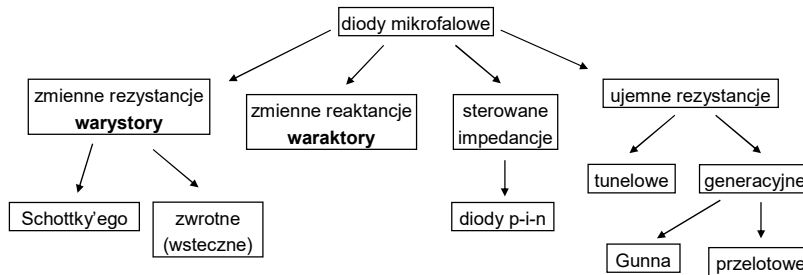 diody mikrofalowe
zmienne rezystancje
warystory
zmienne reaktancje
waraktory
sterowane
impedancje
ujemne rezystancje
Schottky'ego
zwrotne
(wsteczne)
diody p-i-n
tunelowe
generacyjne
Gunna
przelotowe